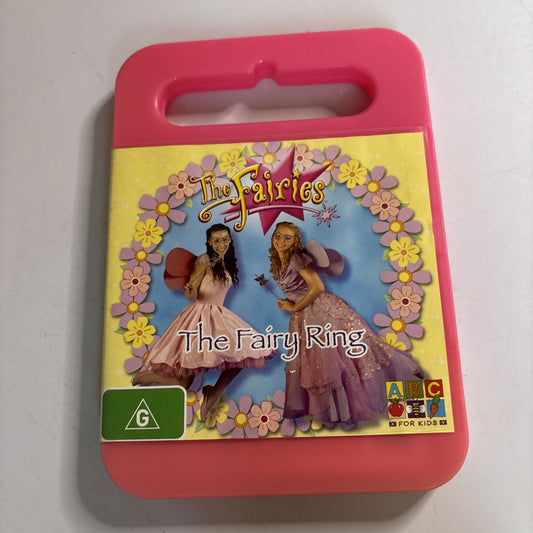 The Fairies
The Fairy Ring
G
ABC
FOR KIDS